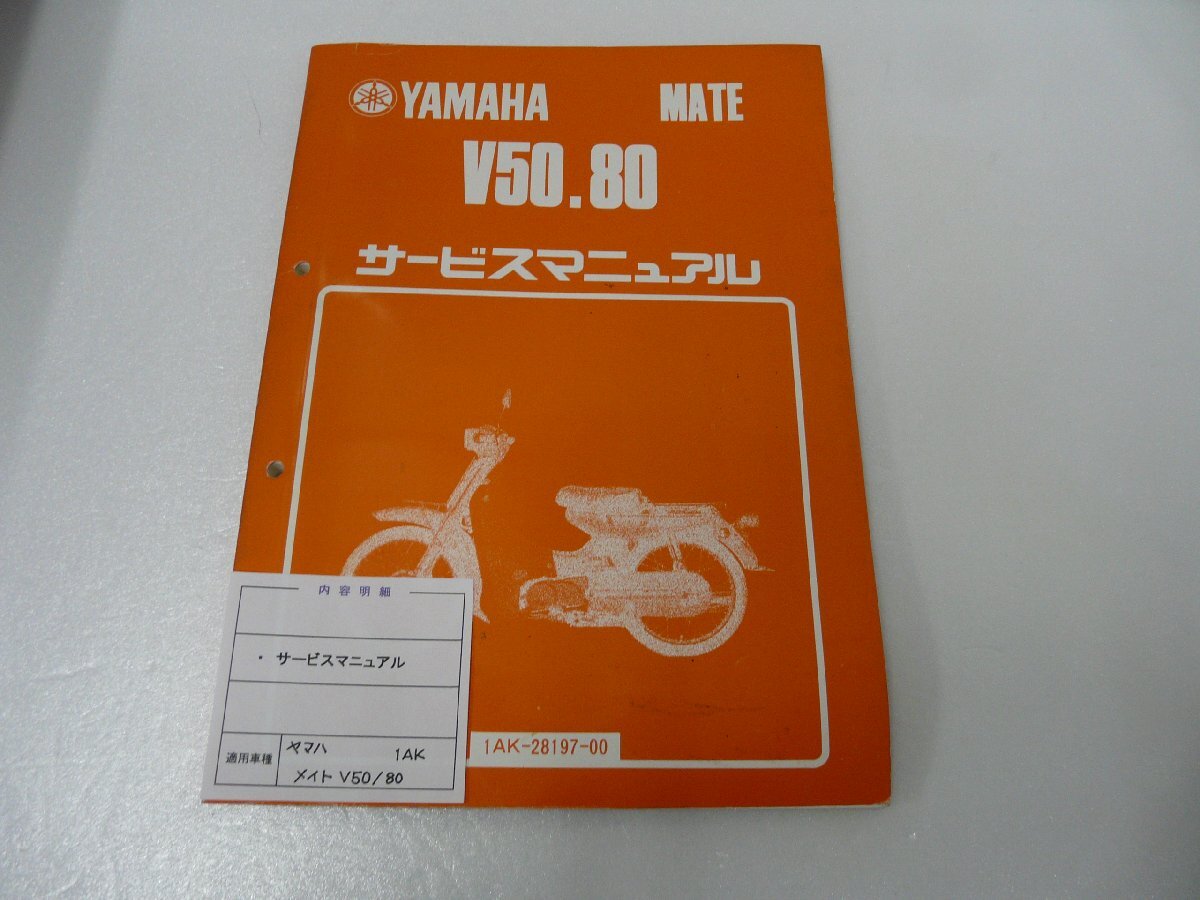 YAMAHA MATE
V50.80
サービスマニュアル
1AK-28197-00
内容明細
・サービスマニュアル
適用車種
ヤマハ 1AK
メイト V50/80